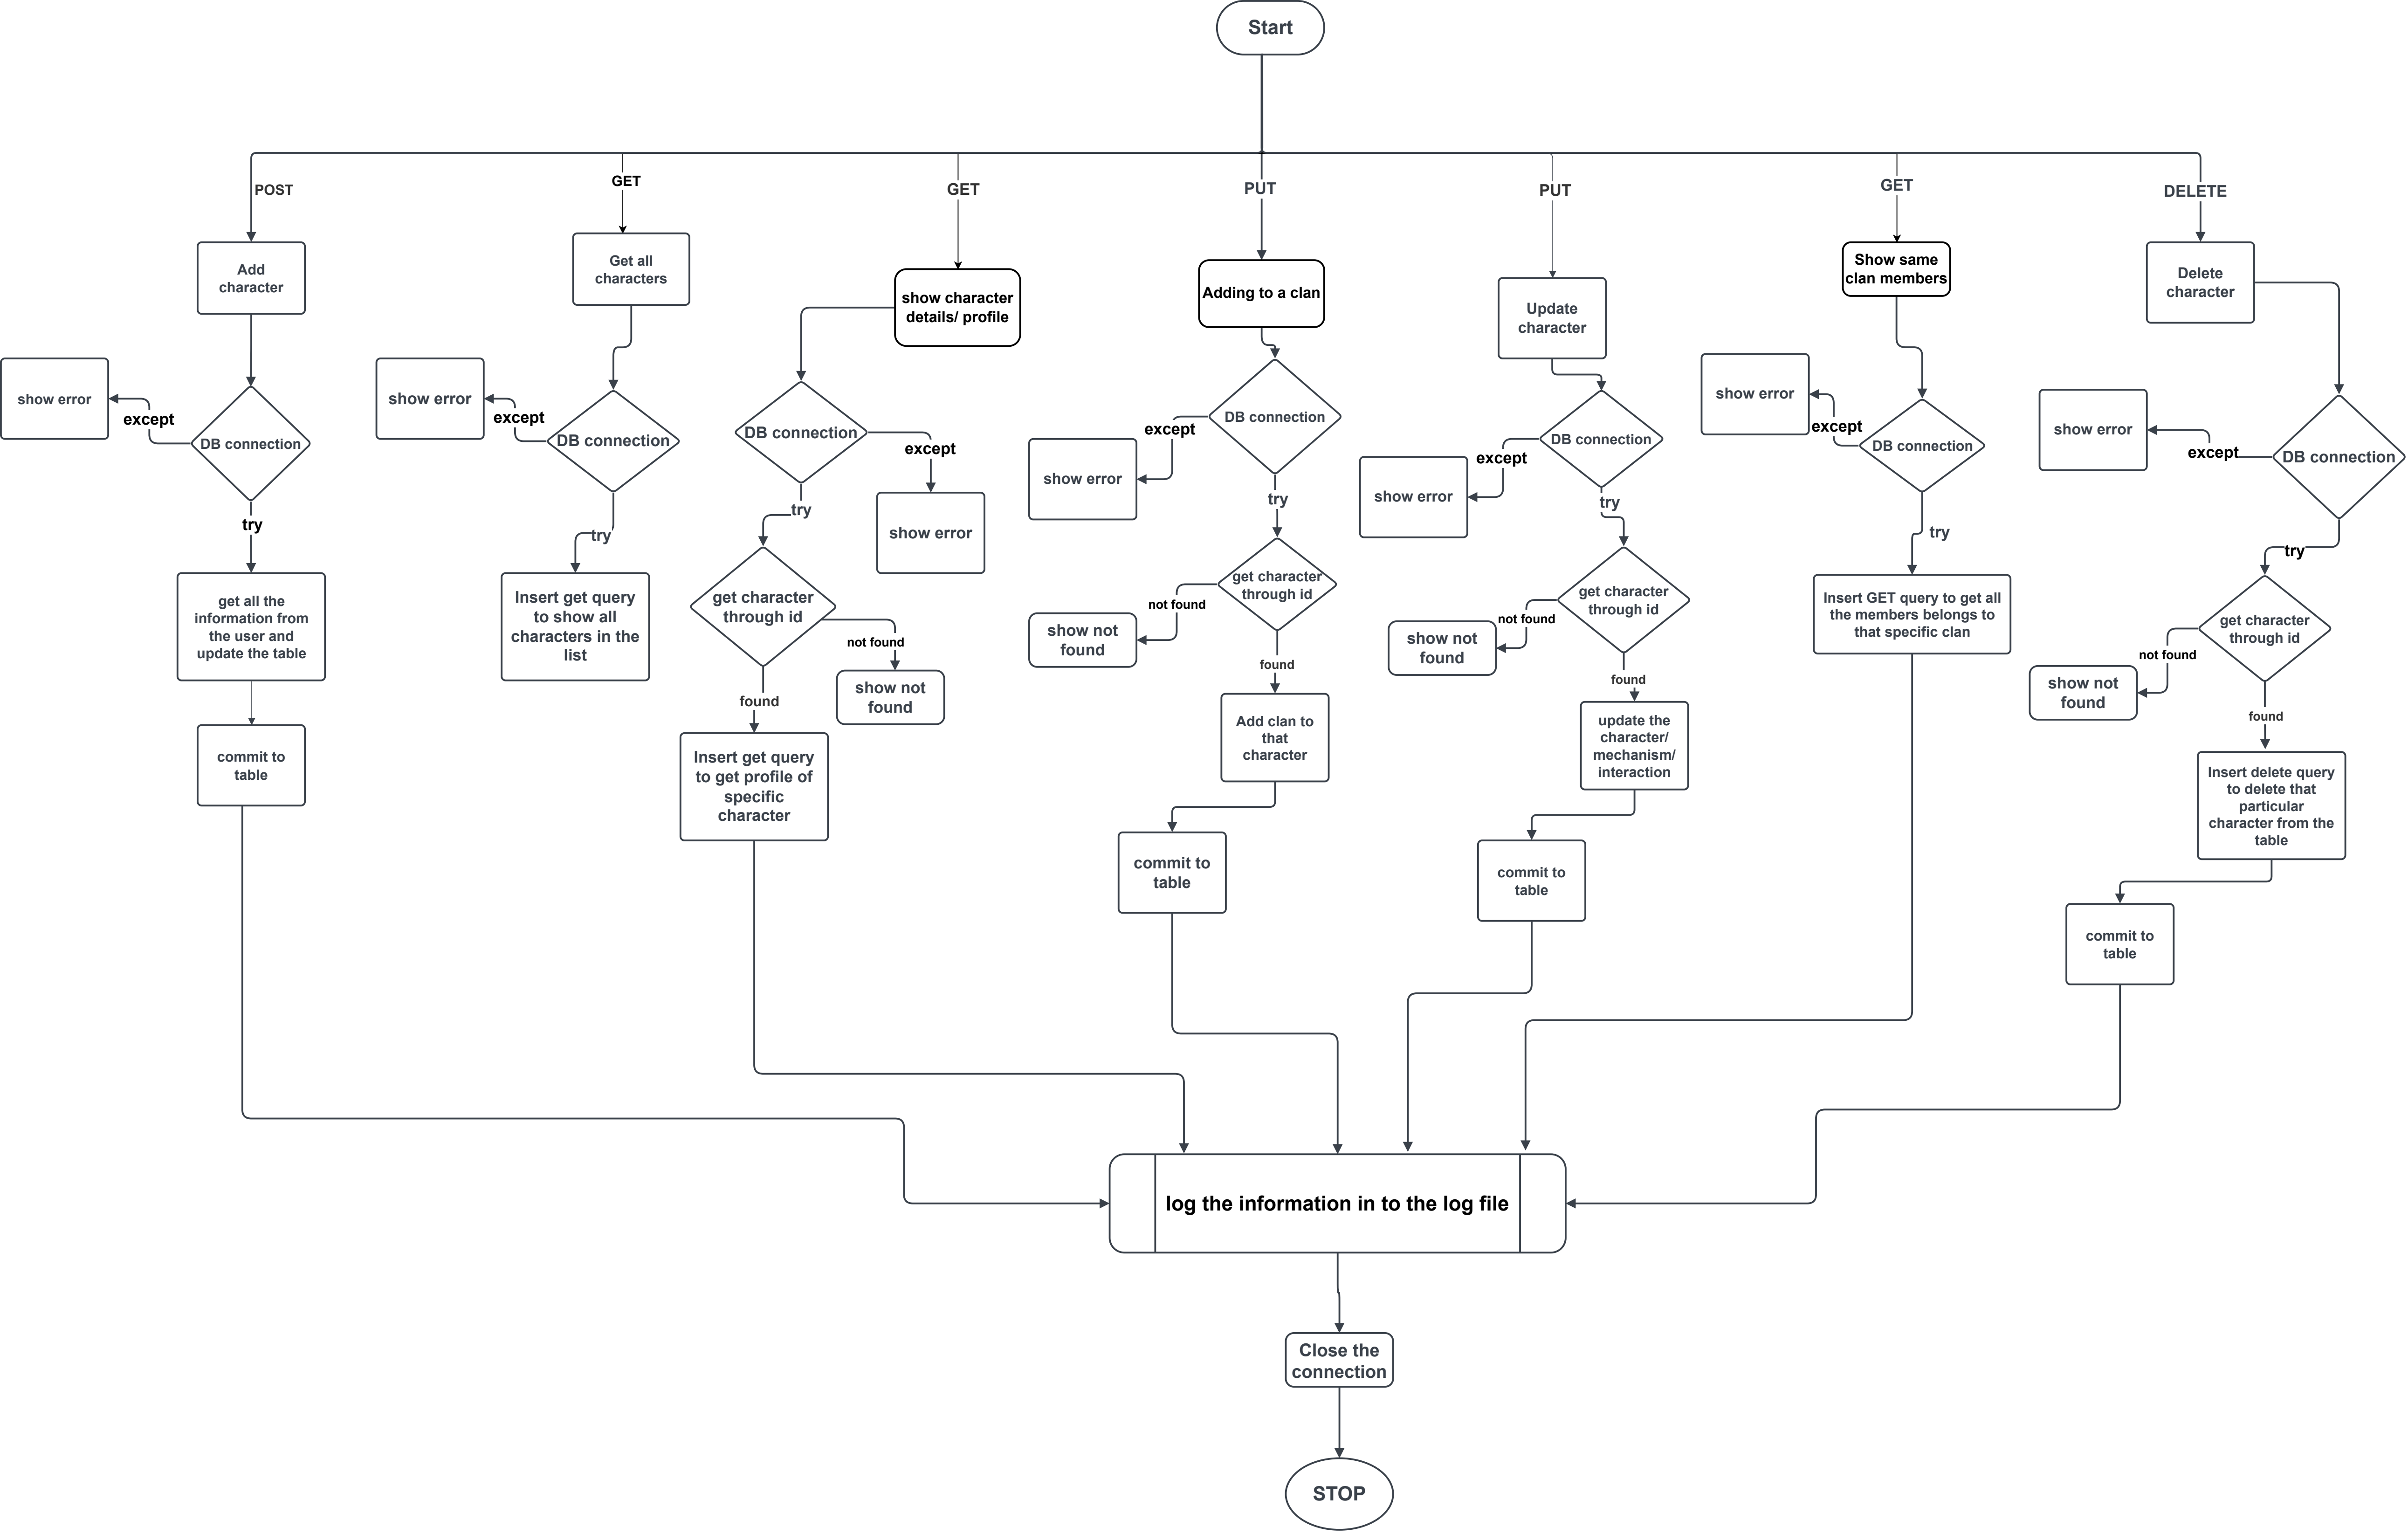 Start
POST
GET
GET
PUT
PUT
GET
DELETE
Add
character
Get all
characters
show character
details/ profile
Adding to a clan
Update
character
Show same
clan members
Delete
character
show error
except
DB connection
try
get all the
information from
the user and
update the table
commit to
table
show error
except
DB connection
try
Insert get query
to show all
characters in the
list
DB connection
except
show error
try
get character
through id
not found
show not
found
found
Insert get query
to get profile of
specific
character
DB connection
except
show error
try
get character
through id
not found
show not
found
found
Add clan to
that
character
commit to
table
DB connection
except
show error
try
get character
through id
not found
show not
found
found
update the
character/
mechanism/
interaction
commit to
table
show error
except
DB connection
try
Insert GET query to get all
the members belongs to
that specific clan
show error
except
DB connection
try
get character
through id
not found
show not
found
found
Insert delete query
to delete that
particular
character from the
table
commit to
table
log the information in to the log file
Close the
connection
STOP